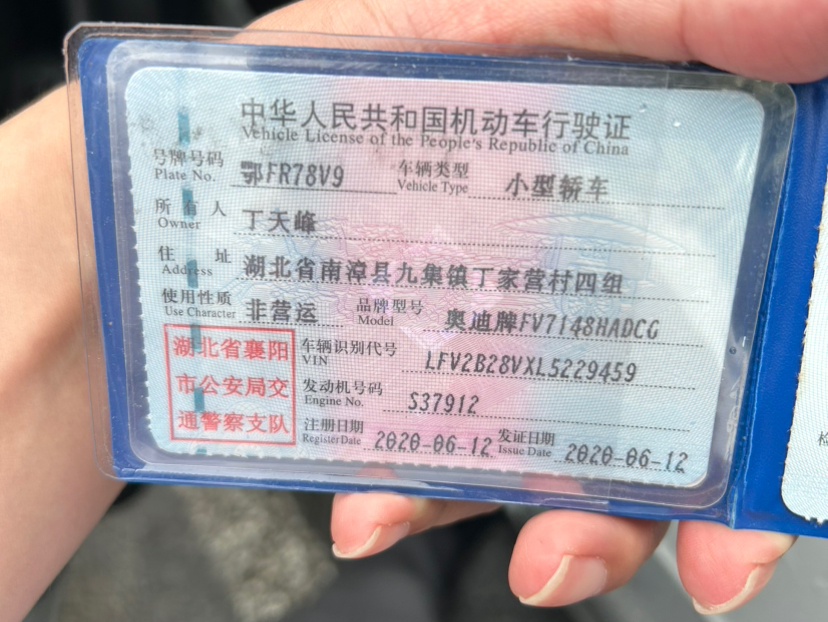 中华人民共和国机动车行驶证
Vehicle License of the People's Republic of China
号牌号码 鄂FR78V9 车辆类型 小型轿车
Plate No. Vehicle Type
所有人 丁天峰
Owner
住址 湖北省南漳县九集镇丁家营村四组
Address
使用性质 非营运 品牌型号 奥迪牌FV7148HADCG
Use Character Model
湖北省襄阳
市公安局交
通警察支队
车辆识别代号 LFV2B28VXL5229459
VIN
发动机号码 S37912
Engine No.
注册日期 2020-06-12 发证日期 2020-06-12
Register Date Issue Date
检